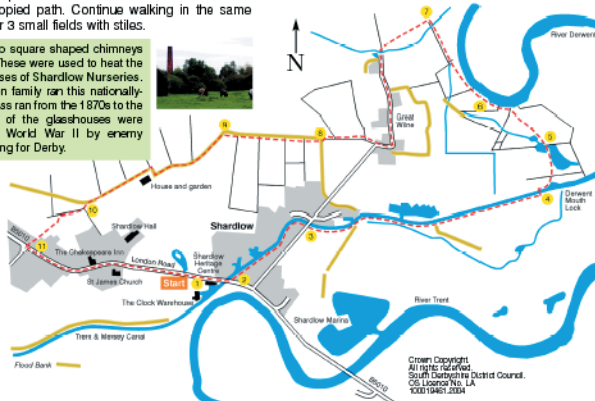 opied path. Continue walking in the same
r 3 small fields with stiles.
o square shaped chimneys
These were used to heat the
ses of Shardlow Nurseries.
n family ran this nationally-
ss ran from the 1870s to the
of the glasshouses were
World War II by enemy
ng for Derby.
N
7
River Derwent
Great
Wilne
6
9
8
5
House and garden
4
Derwent
Mouth
Lock
10
Shardlow Hall
Shardlow
B5010
11
3
The Shakespeare Inn
London Road
Shardlow
Heritage
Centre
St James Church
Start
1
2
The Clock Warehouse
River Trent
Shardlow Marina
Trent & Mersey Canal
Flood Bank
B5010
Crown Copyright.
All rights reserved.
South Derbyshire District Council.
OS Licence No. LA
100019461.2004